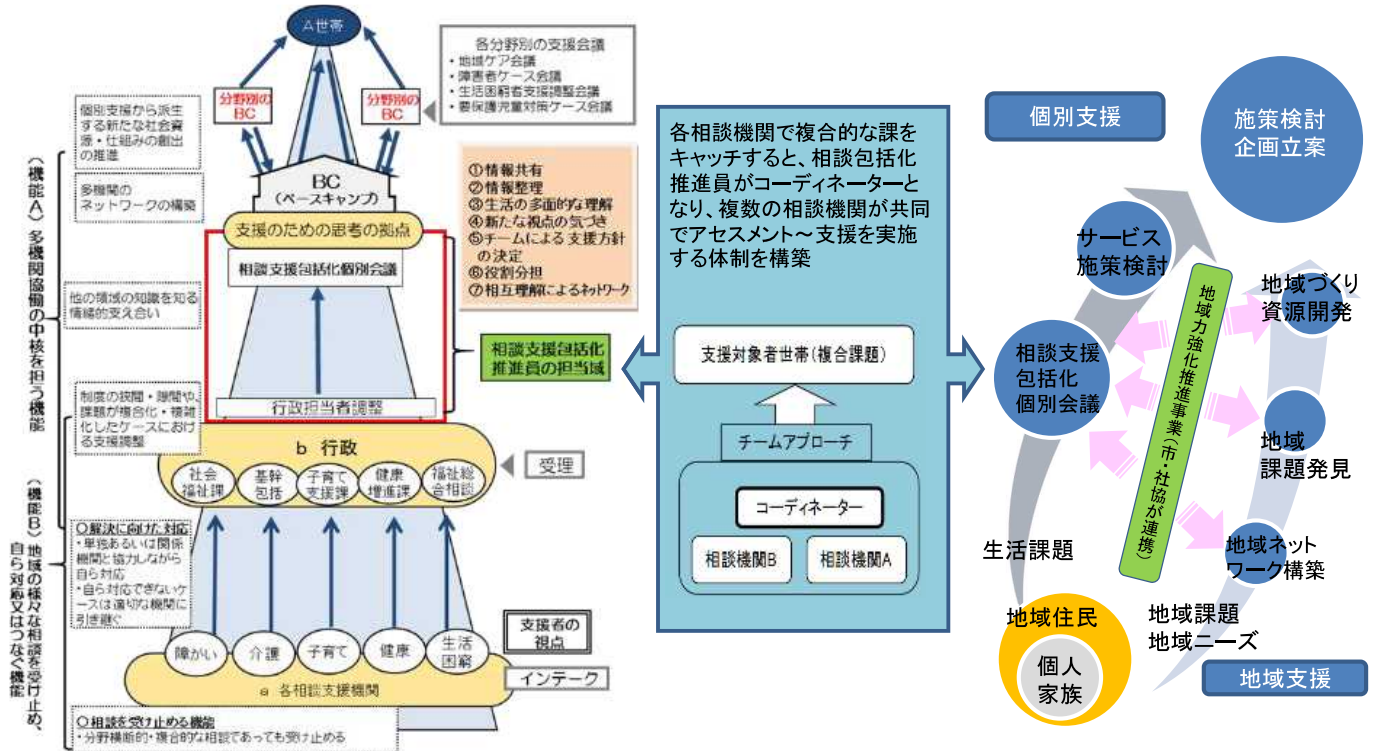 A世帯
各分野別の支援会議
・地域ケア会議
・障害者ケース会議
・生活困窮者支援調整会議
・要保護児童対策ケース会議
分野別の
BC
分野別の
BC
個別支援から派生
する新たな社会資
源・仕組みの創出
の推進
多機関の
ネットワークの構築
BC
(ベースキャンプ)
支援のための思考の拠点
相談支援包括化個別会議
①情報共有
②情報整理
③生活の多面的な理解
④新たな視点の気づき
⑤チームによる支援方針
の決定
⑥役割分担
⑦相互理解によるネットワーク
他の領域の知識を知る
情緒的支え合い
相談支援包括化
推進員の担当域
制度の狭間・隙間や、
課題が複合化・複雑
化したケースにおけ
る支援調整
行政担当者調整
b 行政
社会
福祉課
基幹
包括
子育て
支援課
健康
増進課
福祉総
合相談
受理
(機能A)多機関協働の中核を担う機能
(機能B)地域の様々な相談を受け止め、
自ら対応又はつなぐ機能
○解決に向けた対応
・単独あるいは関係
機関と協力しながら
自ら対応
・自ら対応できないケ
ースは適切な機関に
引き継ぐ
障がい
介護
子育て
健康
生活
困窮
支援者の
視点
インテーク
a 各相談支援機関
○相談を受け止める機能
・分野横断的・複合的な相談であっても受け止める
各相談機関で複合的な課を
キャッチすると、相談包括化
推進員がコーディネーターと
なり、複数の相談機関が共同
でアセスメント～支援を実施
する体制を構築
支援対象者世帯(複合課題)
チームアプローチ
コーディネーター
相談機関B
相談機関A
個別支援
施策検討
企画立案
サービス
施策検討
地域づくり
資源開発
相談支援
包括化
個別会議
地域力強化推進事業(市・社協が連携)
地域
課題発見
生活課題
地域ネット
ワーク構築
地域住民
個人
家族
地域課題
地域ニーズ
地域支援